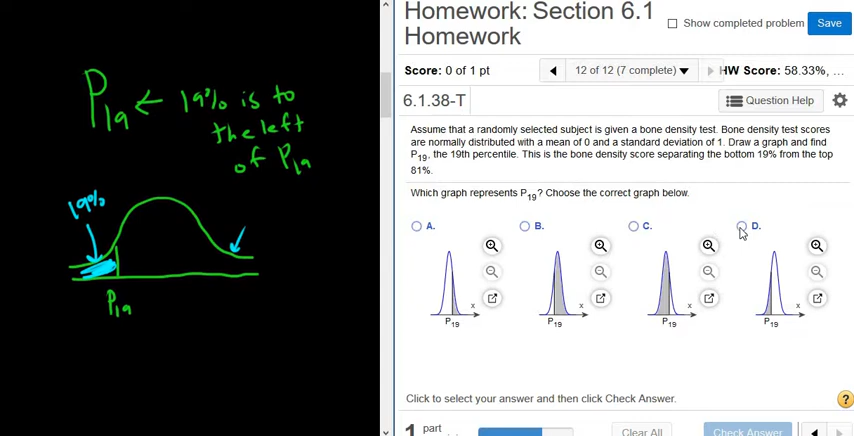 P19 ← 19% is to
the left
of P19
19%
P19
Homework: Section 6.1
Homework
Show completed problem
Save
Score: 0 of 1 pt
12 of 12 (7 complete)
HW Score: 58.33%, ...
6.1.38-T
Question Help
Assume that a randomly selected subject is given a bone density test. Bone density test scores
are normally distributed with a mean of 0 and a standard deviation of 1. Draw a graph and find
P19, the 19th percentile. This is the bone density score separating the bottom 19% from the top
81%.
Which graph represents P19? Choose the correct graph below.
A.
B.
C.
D.
x
P19
x
P19
x
P19
x
P19
Click to select your answer and then click Check Answer.
?
1 part
Clear All
Check Answer